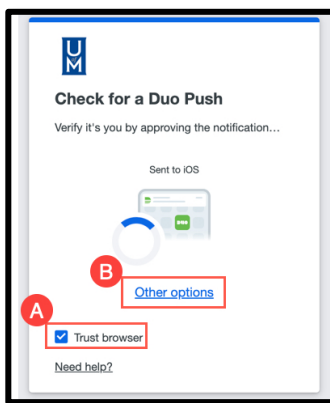 UM
Check for a Duo Push
Verify it's you by approving the notification...
Sent to iOS
DUO
B
Other options
A
Trust browser
Need help?